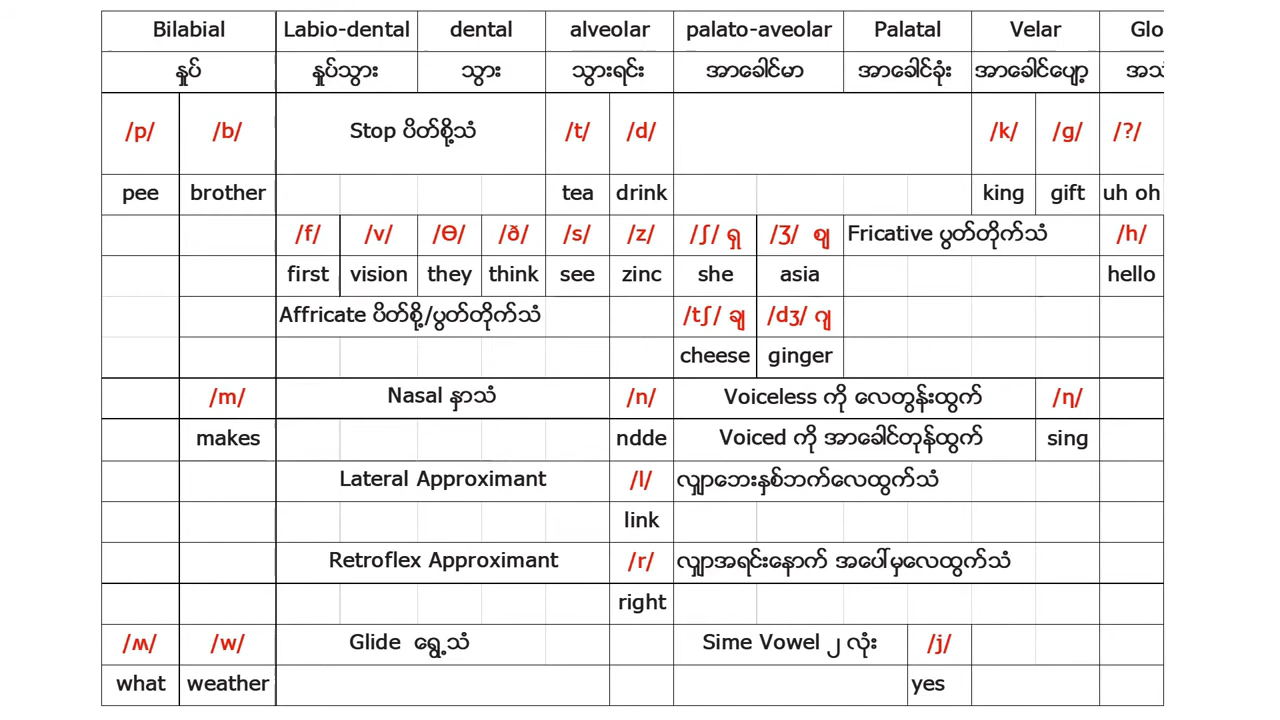 Bilabial Labio-dental dental alveolar palato-aveolar Palatal Velar Glo
နှုပ် နှုပ်သွား သွား သွားရင်း အာခေါင်မာ အာခေါင်ခုံး အာခေါင်ပျော့ အသံ
/p/ /b/ Stop ပိတ်စို့သံ /t/ /d/ /k/ /g/ /?/
pee brother tea drink king gift uh oh
/f/ /v/ /Ɵ/ /ð/ /s/ /z/ /ʃ/ ရှ /Ʒ/ စျ Fricative ပွတ်တိုက်သံ /h/
first vision they think see zinc she asia hello
Affricate ပိတ်စို့/ပွတ်တိုက်သံ /tʃ/ ချ /dʒ/ ဂျ
cheese ginger
/m/ Nasal နှာသံ /n/ Voiceless ကို လေတွန်းထွက် /ƞ/
makes ndde Voiced ကို အာခေါင်တုန်ထွက် sing
Lateral Approximant /l/ လျှာဘေးနှစ်ဘက်လေထွက်သံ
link
Retroflex Approximant /r/ လျှာအရင်းနောက် အပေါ်မှလေထွက်သံ
right
/ʍ/ /w/ Glide ရွေ့သံ Sime Vowel ၂ လုံး /j/
what weather yes